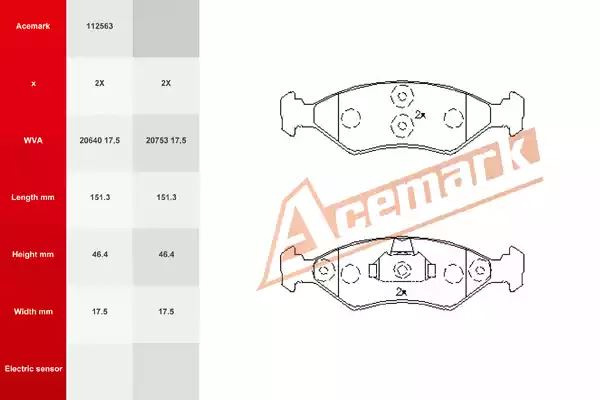 Acemark 112563
x 2X 2X
WVA 20640 17,5 20753 17,5
Length mm 151.3 151.3
Height mm 46.4 46.4
Width mm 17.5 17.5
Electric sensor
2x
Acemark
2x